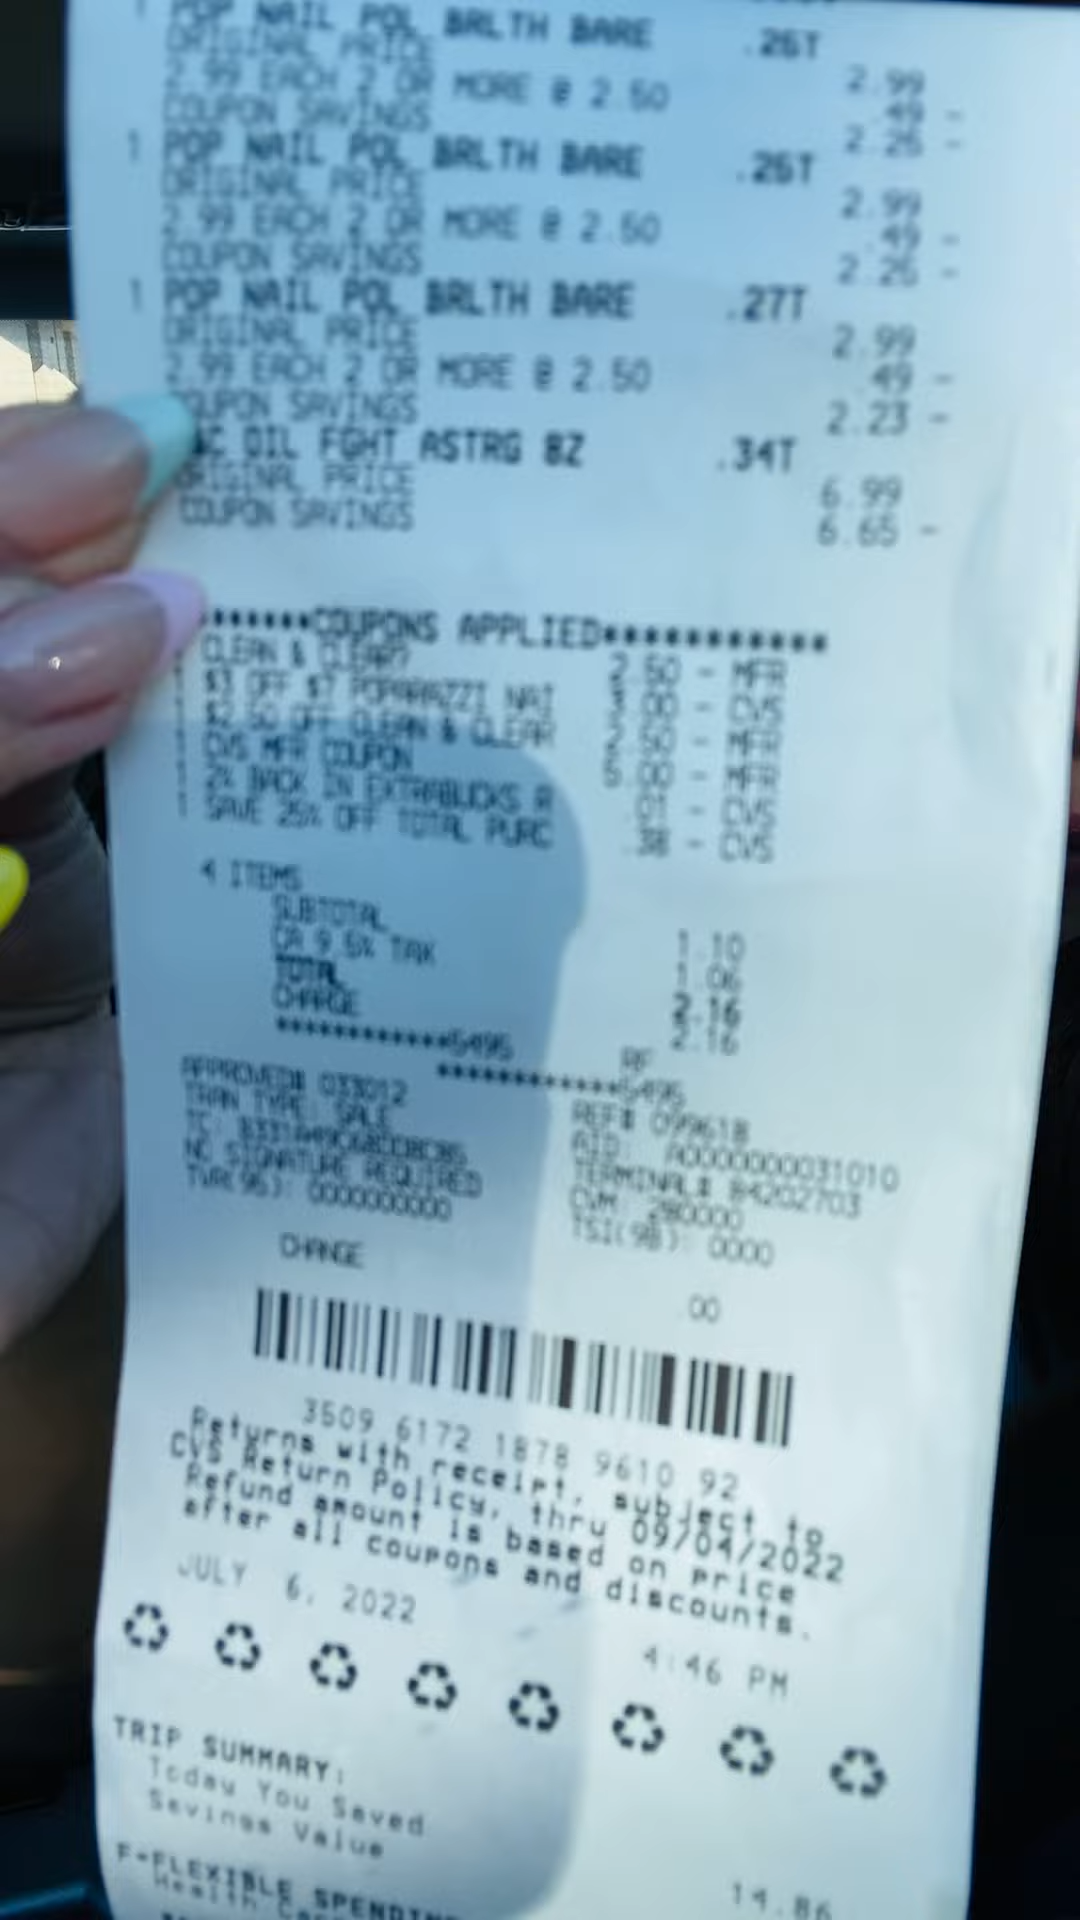 1 POP NAIL POL BRLTH BARE .26T
ORIGINAL PRICE 2.99
2.99 EACH 2 OR MORE @ 2.50 .49 -
COUPON SAVINGS 2.25 -
1 POP NAIL POL BRLTH BARE .26T
ORIGINAL PRICE 2.99
2.99 EACH 2 OR MORE @ 2.50 .49 -
COUPON SAVINGS 2.25 -
1 POP NAIL POL BRLTH BARE .27T
ORIGINAL PRICE 2.99
2.99 EACH 2 OR MORE @ 2.50 .49 -
COUPON SAVINGS 2.23 -
OIL FGHT ASTRG 8Z .34T
ORIGINAL PRICE 6.99
COUPON SAVINGS 6.65 -
COUPONS APPLIED***********
CLEAN & CLEAR? 2.50 - MFR
1 $3 OFF $7 POPARAZZI NAI 3.00 - CVS
1 $2.50 OFF CLEAN & CLEAR 2.50 - MFR
1 CVS MFR COUPON 5.00 - MFR
1 2% BACK IN EXTRABUCKS R .01 - CVS
1 SAVE 25% OFF TOTAL PURC .38 - CVS
4 ITEMS
SUBTOTAL 1.10
CA 9.5% TAX 1.06
TOTAL 2.16
CHARGE 2.16
************5495 RF
************5495
APPROVED# 033012 REF# 099618
TRAN TYPE: SALE AID: A0000000031010
TC: TERMINAL# 84202703
NO SIGNATURE REQUIRED CVM: 280000
TVR(95): 0000000000 TSI(9B): 0000
CHANGE .00
3509 6172 1878 9610 92
Returns with receipt, subject to
CVS Return Policy, thru 09/04/2022
Refund amount is based on price
after all coupons and discounts.
JULY 6, 2022 4:46 PM
TRIP SUMMARY:
Today You Saved 14.86
Savings Value
F-FLEXIBLE SPENDIN
Health